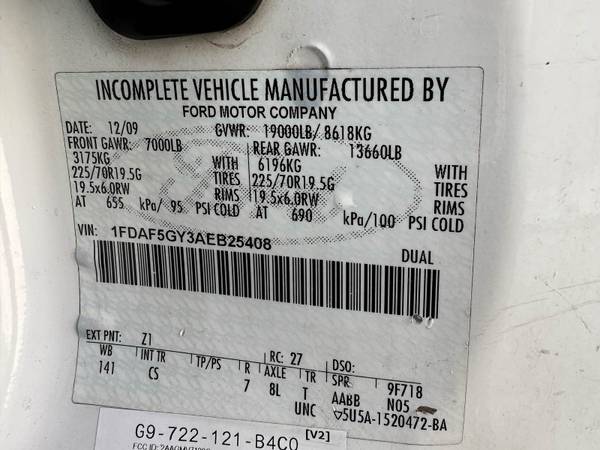 INCOMPLETE VEHICLE MANUFACTURED BY
FORD MOTOR COMPANY
DATE: 12/09 GVWR: 19000LB/ 8618KG
FRONT GAWR: 7000LB REAR GAWR: 13660LB
3175KG WITH 6196KG WITH
225/70R19.5G TIRES 225/70R19.5G TIRES
19.5x6.0RW RIMS 19.5x6.0RW RIMS
AT 655 kPa/ 95 PSI COLD AT 690 kPa/100 PSI COLD
VIN: 1FDAF5GY3AEB25408
DUAL
EXT PNT: Z1 RC: 27 DSO:
WB INT TR TP/PS R AXLE TR SPR 9F718
141 CS 7 8L T AABB N05
UNC ▽5U5A-1520472-BA
G9-722-121-B4C0 [V2]
FCC ID: